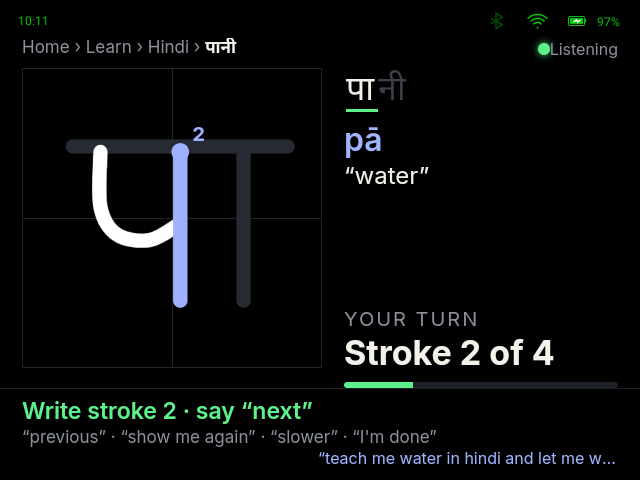 10:11
97%
Home › Learn › Hindi › पानी
Listening
पानी
2
pā
“water”
YOUR TURN
Stroke 2 of 4
Write stroke 2 · say “next”
“previous” · “show me again” · “slower” · “I'm done”
“teach me water in hindi and let me w...